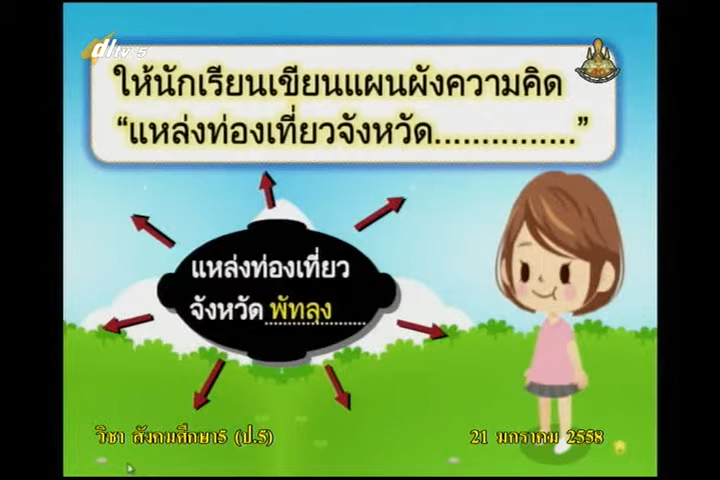 dltv 5
ให้นักเรียนเขียนแผนผังความคิด
“แหล่งท่องเที่ยวจังหวัด...............”
แหล่งท่องเที่ยว
จังหวัด พัทลุง
วิชา สังคมศึกษา5 (ป.5)
21 มกราคม 2558